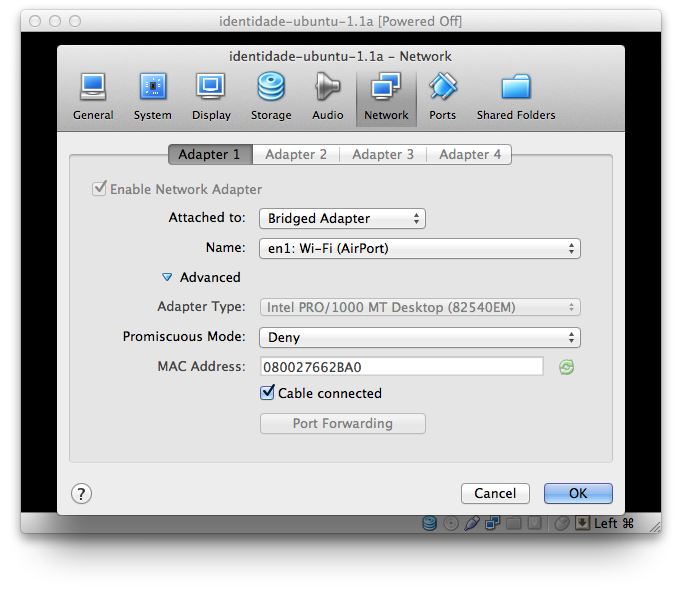 identidade-ubuntu-1.1a [Powered Off]
identidade-ubuntu-1.1a – Network
General System Display Storage Audio Network Ports Shared Folders
Adapter 1 Adapter 2 Adapter 3 Adapter 4
Enable Network Adapter
Attached to: Bridged Adapter
Name: en1: Wi-Fi (AirPort)
Advanced
Adapter Type: Intel PRO/1000 MT Desktop (82540EM)
Promiscuous Mode: Deny
MAC Address: 080027662BA0
Cable connected
Port Forwarding
? Cancel OK
Left ⌘